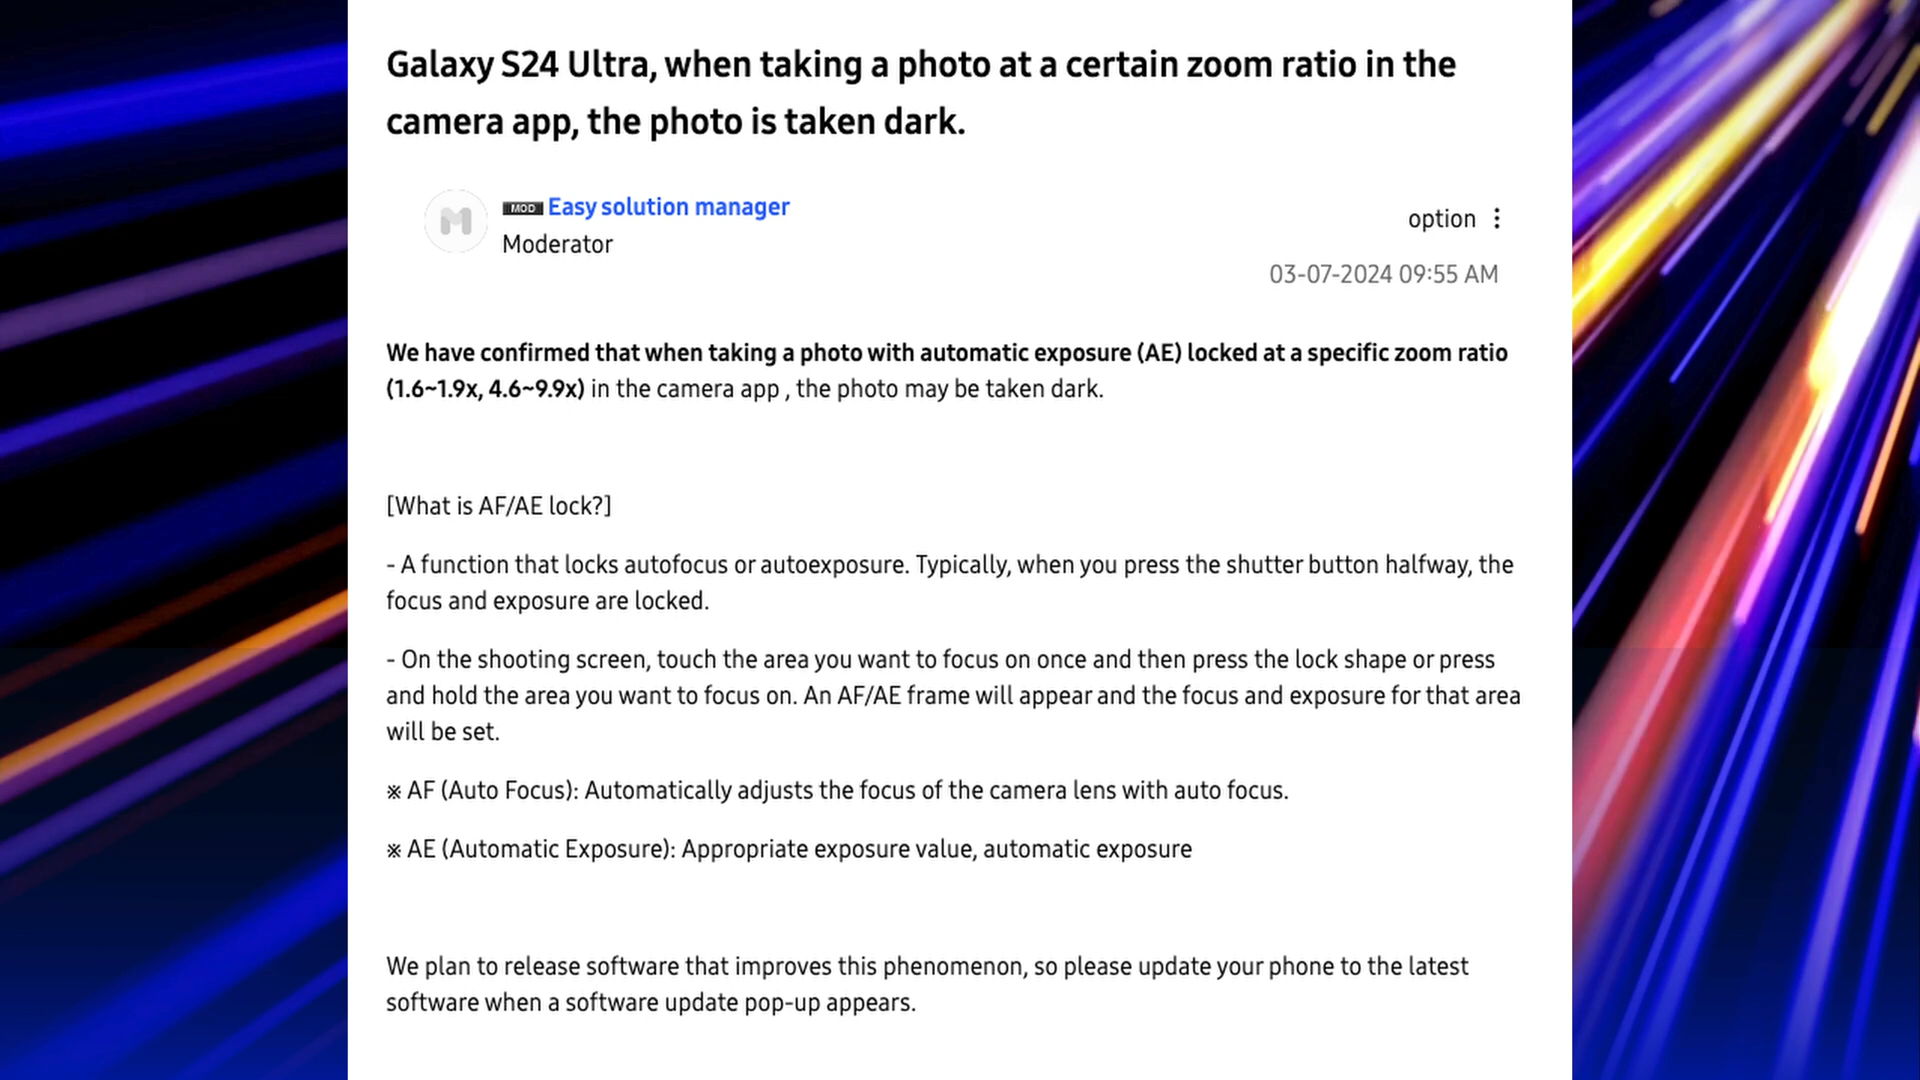 Galaxy S24 Ultra, when taking a photo at a certain zoom ratio in the
camera app, the photo is taken dark.
MOD Easy solution manager
Moderator
option
03-07-2024 09:55 AM
We have confirmed that when taking a photo with automatic exposure (AE) locked at a specific zoom ratio
(1.6~1.9x, 4.6~9.9x) in the camera app , the photo may be taken dark.
[What is AF/AE lock?]
- A function that locks autofocus or autoexposure. Typically, when you press the shutter button halfway, the
focus and exposure are locked.
- On the shooting screen, touch the area you want to focus on once and then press the lock shape or press
and hold the area you want to focus on. An AF/AE frame will appear and the focus and exposure for that area
will be set.
※ AF (Auto Focus): Automatically adjusts the focus of the camera lens with auto focus.
※ AE (Automatic Exposure): Appropriate exposure value, automatic exposure
We plan to release software that improves this phenomenon, so please update your phone to the latest
software when a software update pop-up appears.